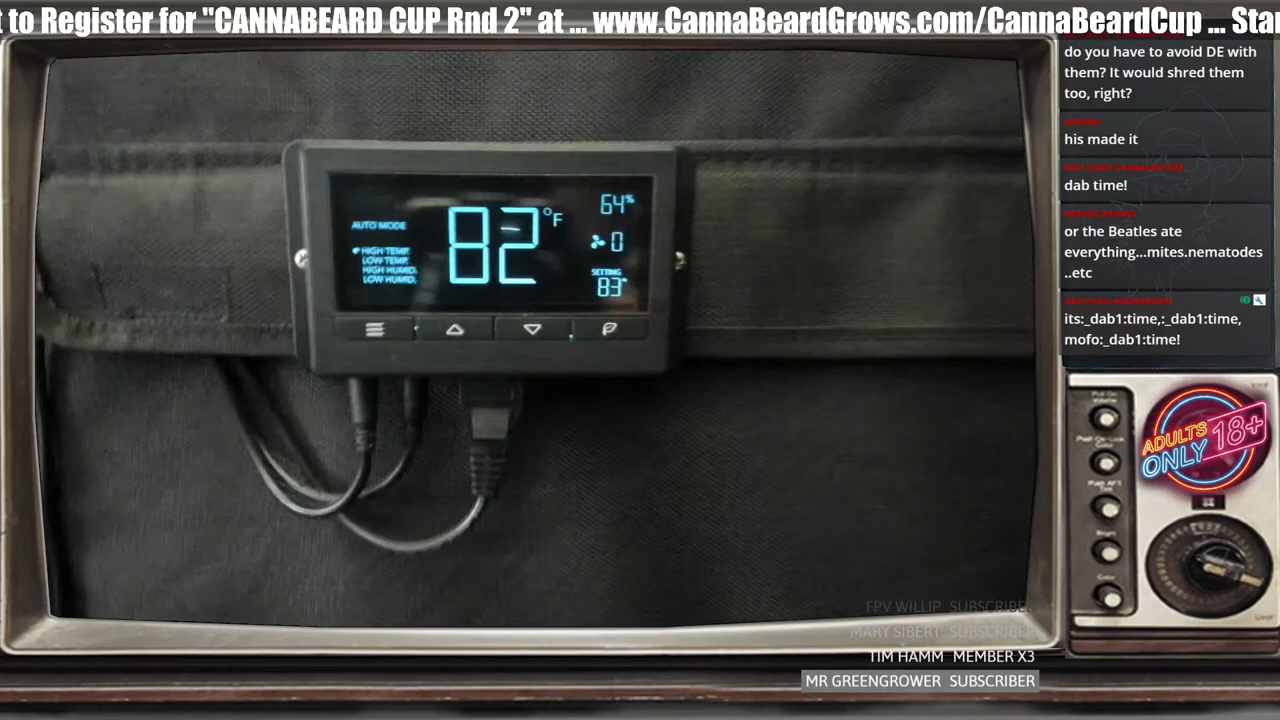 t to Register for "CANNABEARD CUP Rnd 2" at ... www.CannaBeardGrows.com/CannaBeardCup ... Star
do you have to avoid DE with
them? It would shred them
too, right?
his made it
dab time!
or the Beatles ate
everything...mites.nematodes
..etc
its:_dab1:time,:_dab1:time,
mofo:_dab1:time!
AUTO MODE
HIGH TEMP.
LOW TEMP.
HIGH HUMID.
LOW HUMID.
82°F
64%
0
SETTING
83°
ADULTS
ONLY 18+
FPV WILLIP SUBSCRIBER
MARY SIBERT SUBSCRIBER
TIM HAMM MEMBER X3
MR GREENGROWER SUBSCRIBER